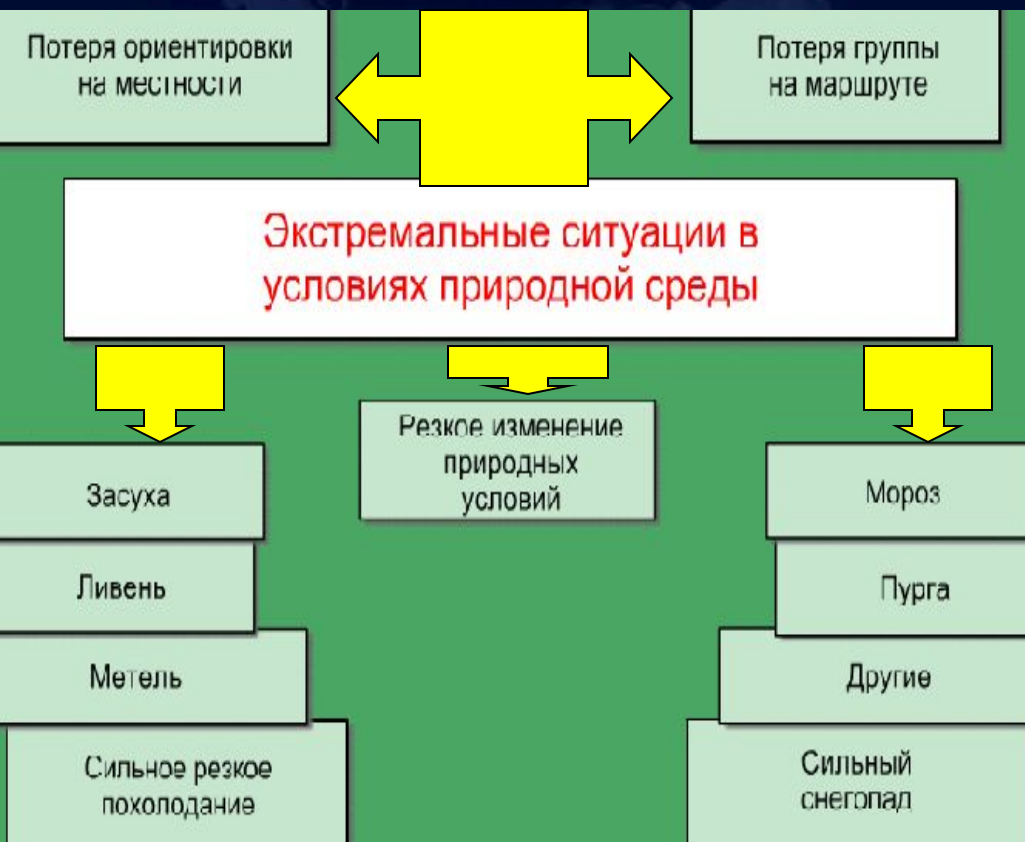 Потеря ориентировки
на местности
Потеря группы
на маршруте
Экстремальные ситуации в
условиях природной среды
Резкое изменение
природных
условий
Засуха
Ливень
Метель
Сильное резкое
похолодание
Мороз
Пурга
Другие
Сильный
снегопад